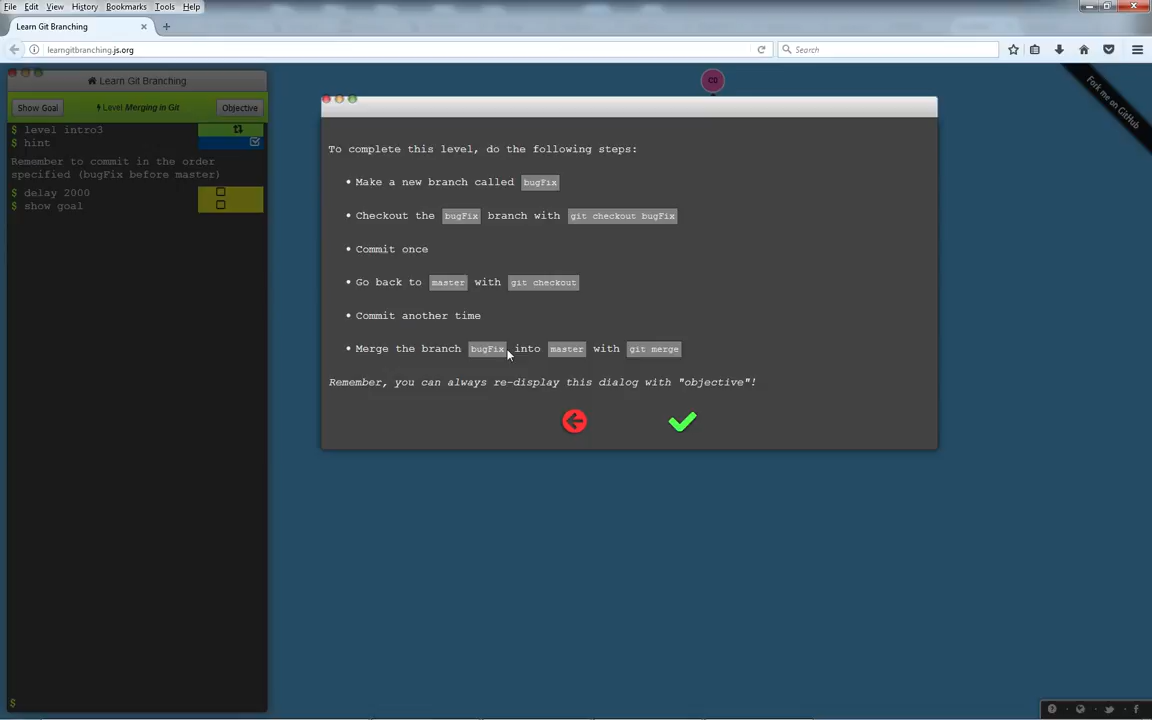 File Edit View History Bookmarks Tools Help
Learn Git Branching
learngitbranching.js.org
Search
Learn Git Branching
Show Goal
Level Merging in Git
Objective
$ level intro3
$ hint
Remember to commit in the order
specified (bugFix before master)
$ delay 2000
$ show goal
$
To complete this level, do the following steps:
• Make a new branch called bugFix
• Checkout the bugFix branch with git checkout bugFix
• Commit once
• Go back to master with git checkout
• Commit another time
• Merge the branch bugFix into master with git merge
Remember, you can always re-display this dialog with "objective"!
Fork me on GitHub